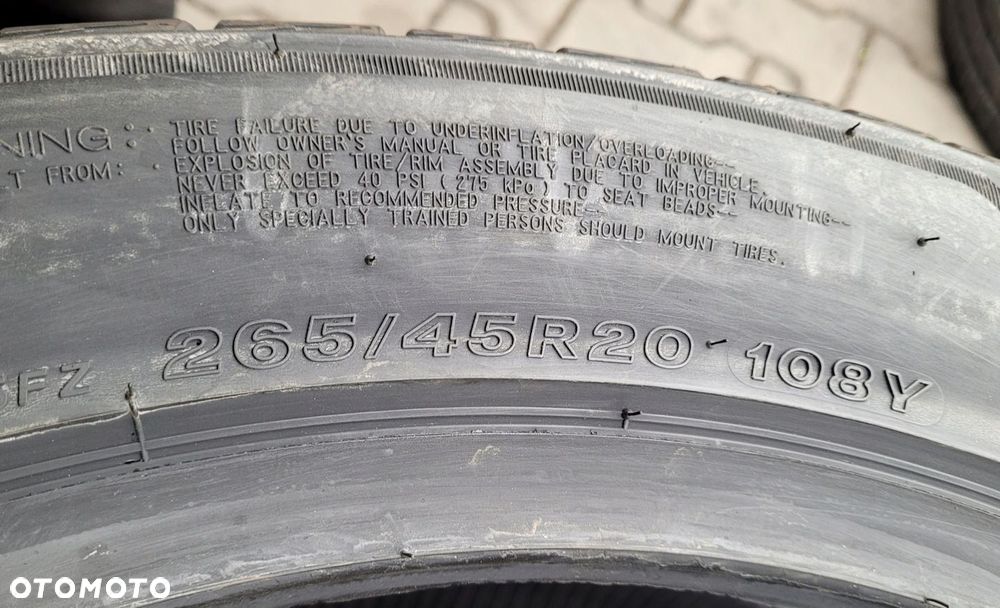 TIRE FAILURE DUE TO UNDERINFLATION/OVERLOADING--
NING: FOLLOW OWNER'S MANUAL OR TIRE PLACARD IN VEHICLE.
T FROM: EXPLOSION OF TIRE/RIM ASSEMBLY DUE TO IMPROPER MOUNTING--
NEVER EXCEED 40 PSI (275 kPa) TO SEAT BEADS--
INFLATE TO RECOMMENDED PRESSURE--
ONLY SPECIALLY TRAINED PERSONS SHOULD MOUNT TIRES.
FZ 265/45R20 108Y
OTOMOTO